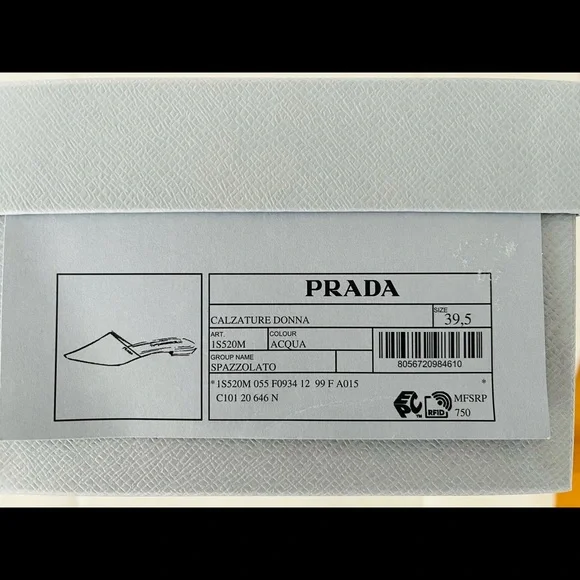 PRADA
CALZATURE DONNA
SIZE
39,5
ART.
1S520M
COLOUR
ACQUA
GROUP NAME
SPAZZOLATO
8056720984610
*1S520M 055 F0934 12 99 F A015 *
C101 20 646 N
EPC™
RFID
MFSRP
750